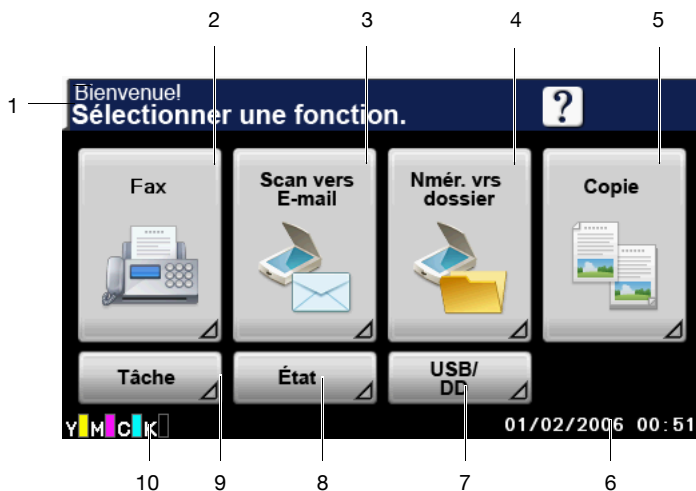 2 3 4 5
1
Bienvenue!
Sélectionner une fonction.
?
Fax
Scan vers
E-mail
Nmér. vrs
dossier
Copie
Tâche
État
USB/
DD
Y M C K
01/02/2006 00:51
10 9 8 7 6